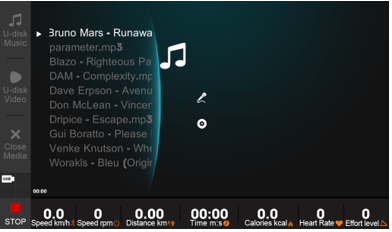 U-disk
Music
U-disk
Video
Close
Media
USB
STOP
Bruno Mars - Runawa
parameter.mp3
Blazo - Righteous Pa
DAM - Complexity.mp
Dave Erpson - Avenu
Don McLean - Vincen
Dripice - Escape.mp3
Gui Boratto - Please
Venke Knutson - Whe
Worakls - Bleu (Origir
00:00
0.0 0 0.00 00:00 0.0 0 0
Speed km/h Speed rpm Distance km Time m:s Calories kcal Heart Rate Effort level